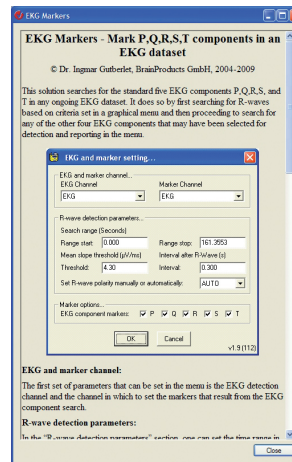 EKG Markers
EKG Markers - Mark P,Q,R,S,T components in an
EKG dataset
© Dr. Ingmar Gutberlet, BrainProducts GmbH, 2004-2009
This solution searches for the standard five EKG components P,Q,R,S, and
T in any ongoing EKG dataset. It does so by first searching for R-waves
based on criteria set in a graphical menu and then proceeding to search for
any of the other four EKG components that may have been selected for
detection and reporting in the menu.
EKG and marker setting...
EKG and marker channel...
EKG Channel Marker Channel
EKG EKG
R-wave detection parameters...
Search range (Seconds)
Range start 0.000 Range stop: 161.3553
Mean slope threshold (µV/ms) Interval after R-Wave (s)
Threshold: 4.30 Interval: 0.300
Set R-wave polarity manually or automatically: AUTO
Marker options...
EKG component markers: P Q R S T
OK Cancel
v1.9 (112)
EKG and marker channel:
The first set of parameters that can be set in the menu is the EKG detection
channel and the channel in which to set the markers that result from the EKG
component search.
R-wave detection parameters:
In the "R-wave detection parameters" section, one can set the time range in
Close